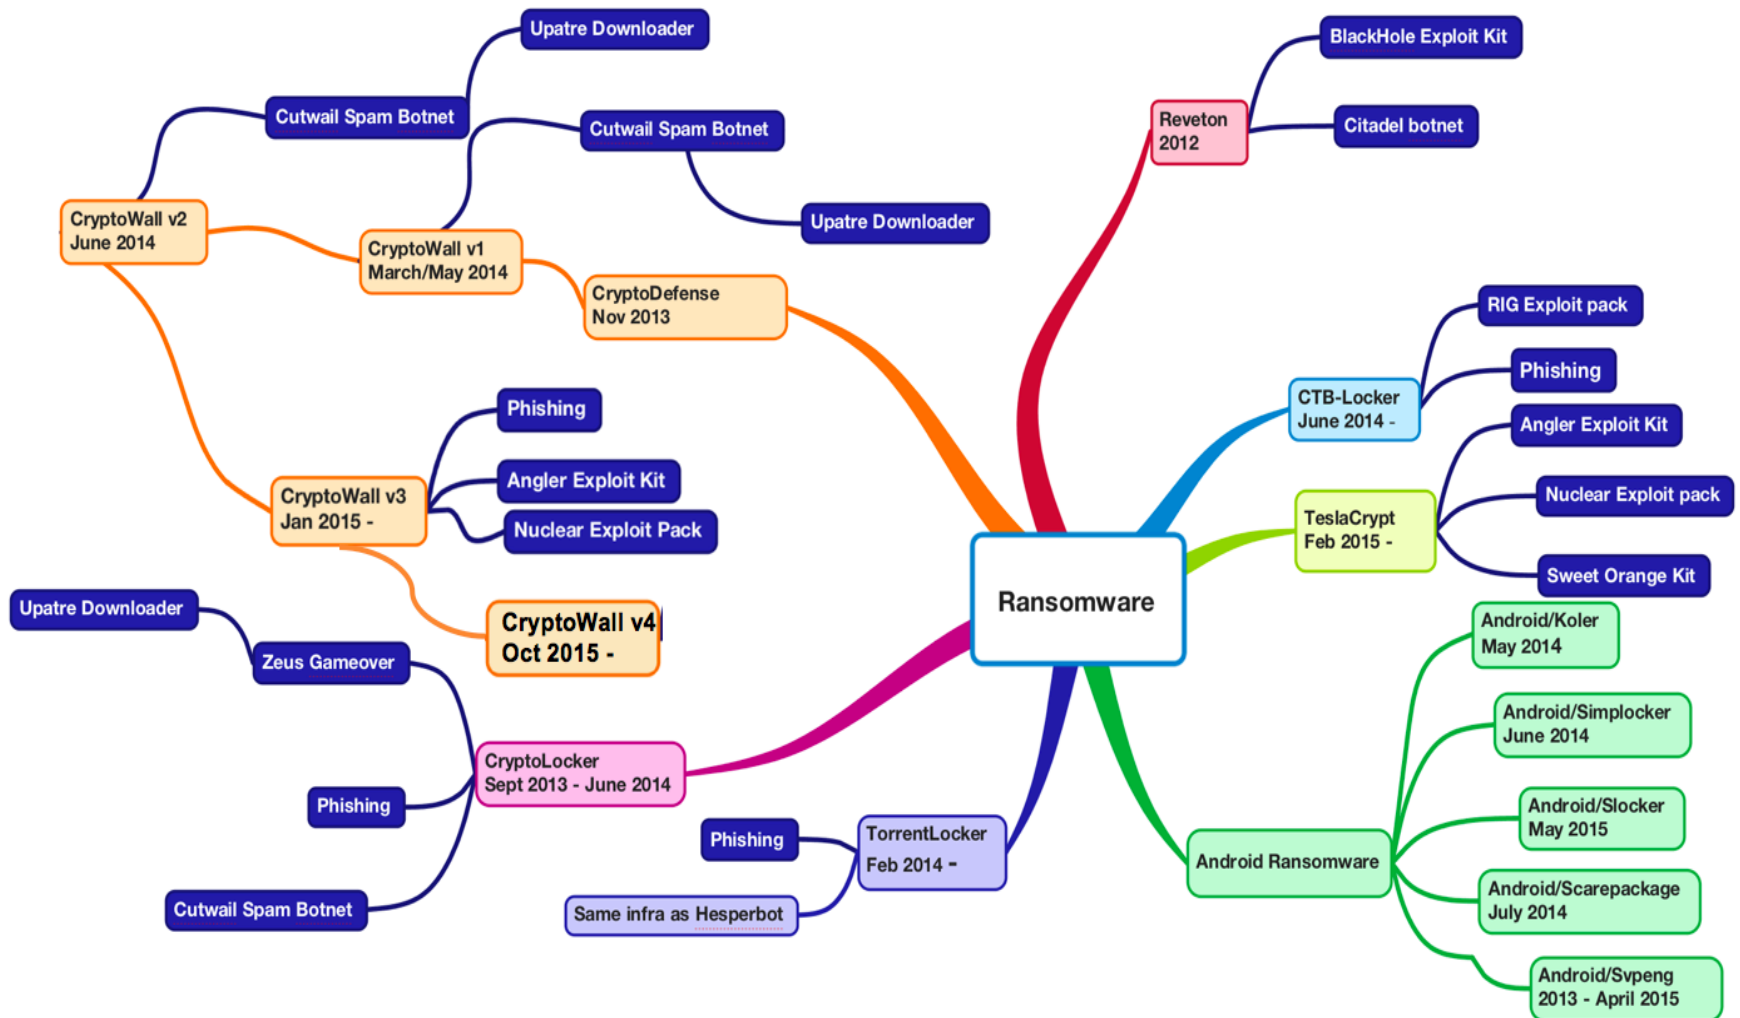 Upatre Downloader
Cutwail Spam Botnet
Cutwail Spam Botnet
Upatre Downloader
CryptoWall v2
June 2014
CryptoWall v1
March/May 2014
CryptoDefense
Nov 2013
Phishing
Angler Exploit Kit
Nuclear Exploit Pack
CryptoWall v3
Jan 2015 -
CryptoWall v4
Oct 2015 -
Upatre Downloader
Zeus Gameover
CryptoLocker
Sept 2013 - June 2014
Phishing
Cutwail Spam Botnet
Phishing
TorrentLocker
Feb 2014 -
Same infra as Hesperbot
Ransomware
BlackHole Exploit Kit
Reveton
2012
Citadel botnet
RIG Exploit pack
Phishing
CTB-Locker
June 2014 -
Angler Exploit Kit
Nuclear Exploit pack
TeslaCrypt
Feb 2015 -
Sweet Orange Kit
Android/Koler
May 2014
Android/Simplocker
June 2014
Android/Slocker
May 2015
Android Ransomware
Android/Scarepackage
July 2014
Android/Svpeng
2013 - April 2015